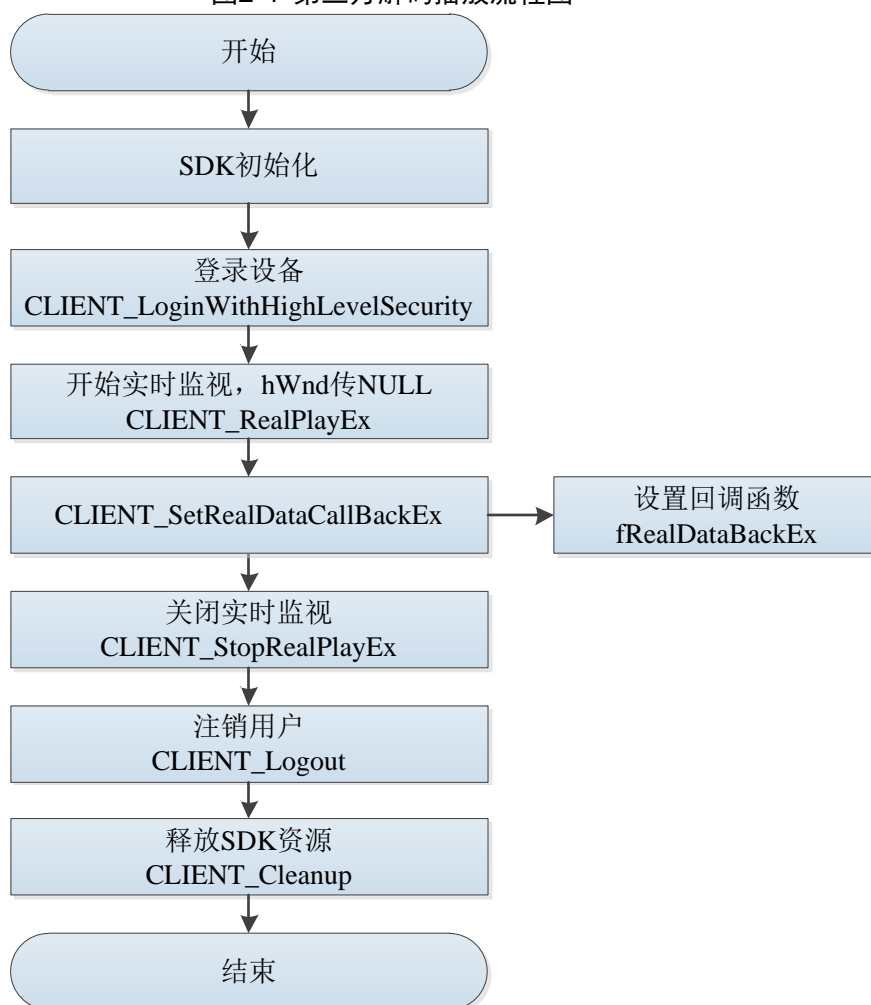 开始
SDK初始化
登录设备
CLIENT_LoginWithHighLevelSecurity
开始实时监视，hWnd传NULL
CLIENT_RealPlayEx
CLIENT_SetRealDataCallBackEx
设置回调函数
fRealDataBackEx
关闭实时监视
CLIENT_StopRealPlayEx
注销用户
CLIENT_Logout
释放SDK资源
CLIENT_Cleanup
结束